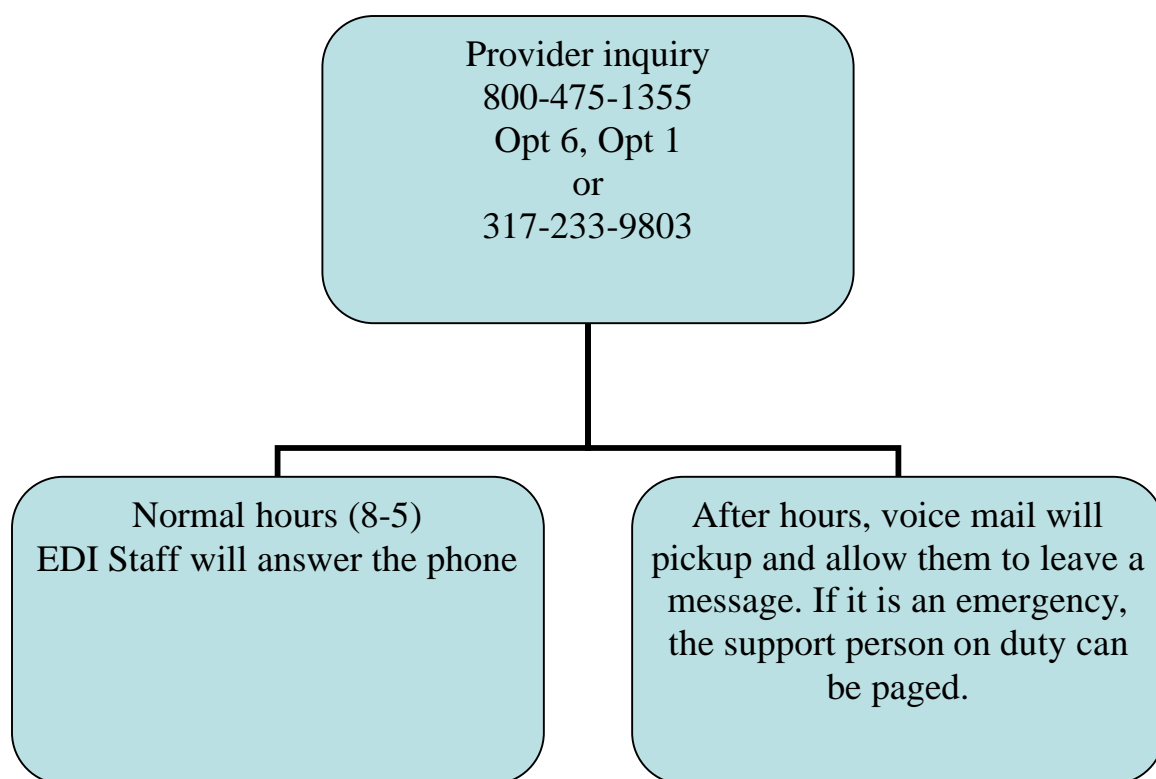 Provider inquiry
800-475-1355
Opt 6, Opt 1
or
317-233-9803
Normal hours (8-5)
EDI Staff will answer the phone
After hours, voice mail will
pickup and allow them to leave a
message. If it is an emergency,
the support person on duty can
be paged.